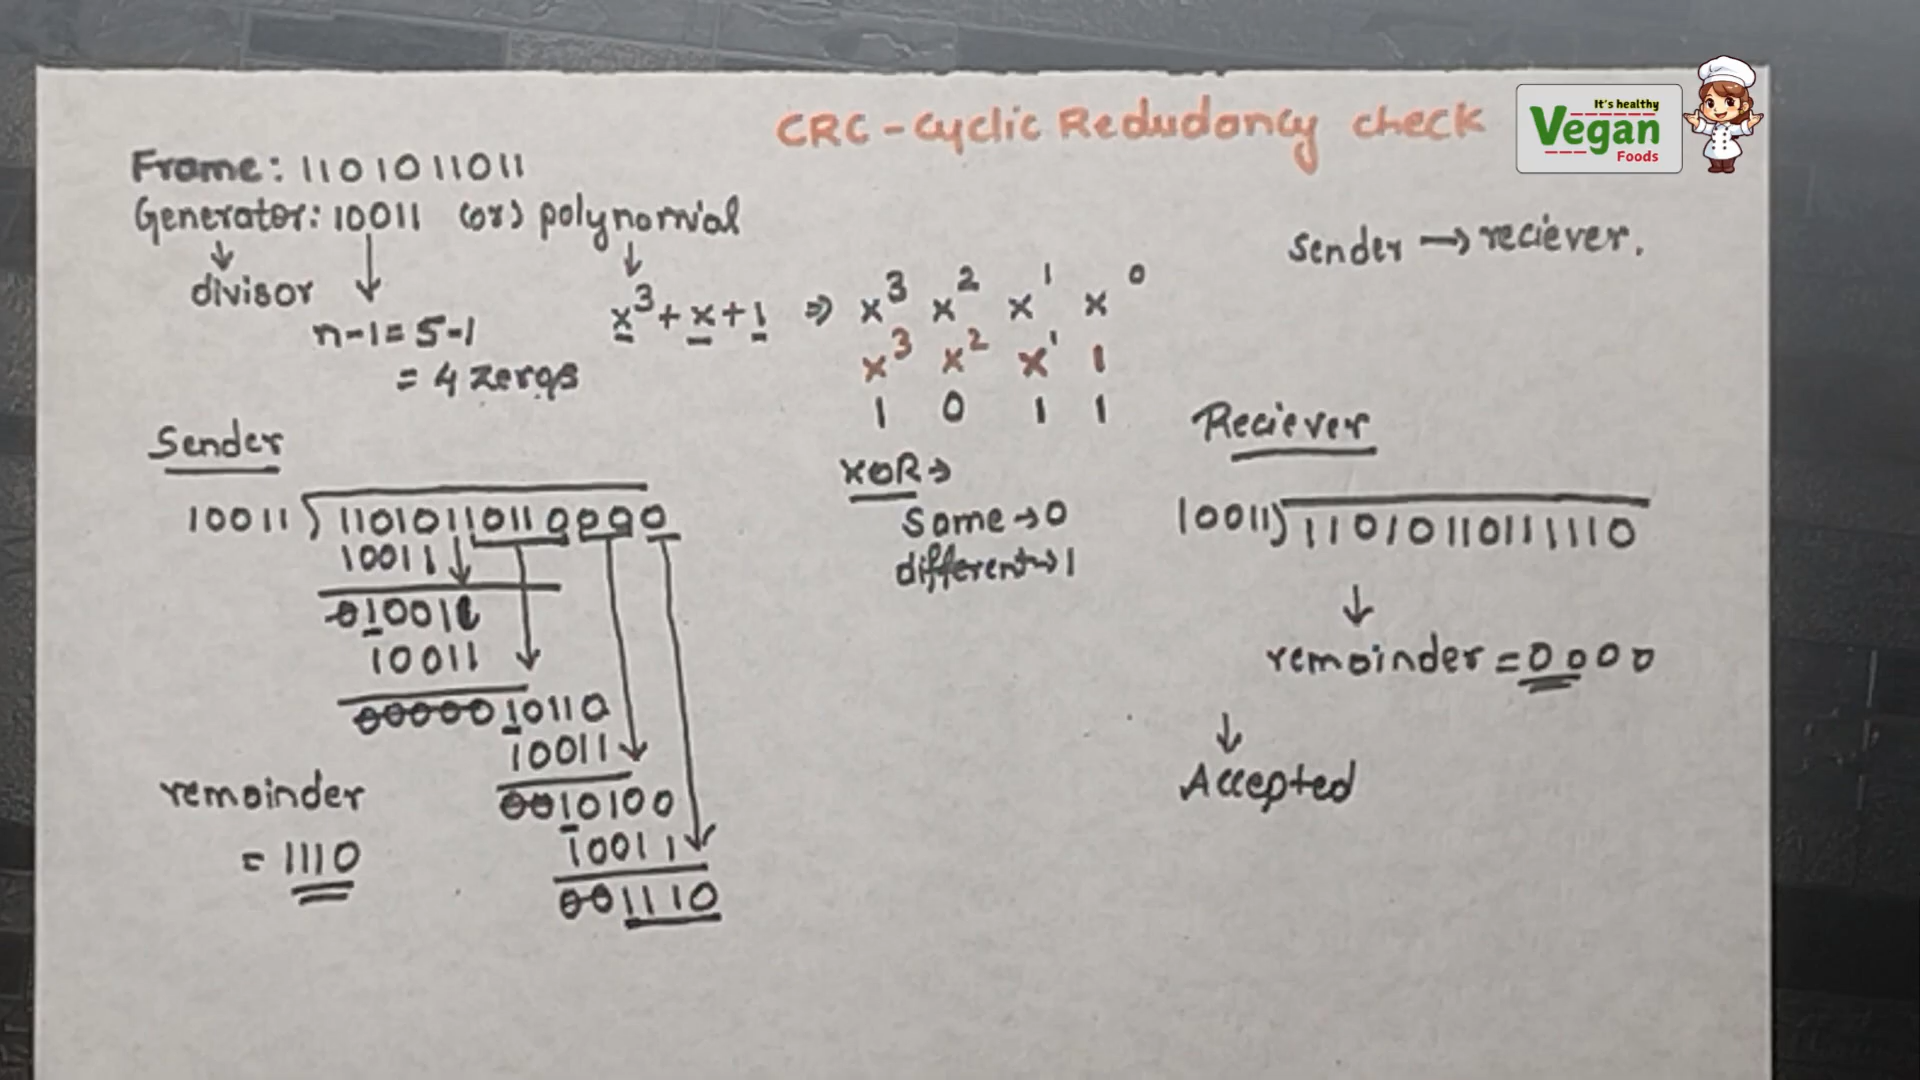 CRC - Cyclic Redudancy check
It's healthy
Vegan
Foods
Frame: 1101011011
Generator: 10011 (or) polynomial
divisor
n-1 = 5-1
= 4 zeros
x³ + x + 1 ⇒ x³ x² x¹ x⁰
x³ x² x¹ 1
1 0 1 1
sender → reciever.
Sender
10011) 11010110110000
10011
010011
10011
0000010110
10011
0010100
10011
001110
remainder
= 1110
XOR →
Same → 0
different → 1
Reciever
10011) 11010110111110
remainder = 0000
Accepted